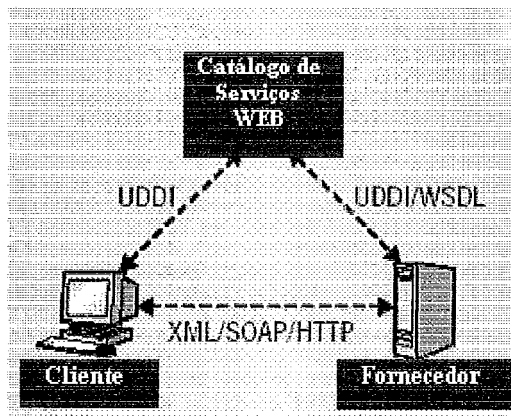 Catálogo de
Serviços
WEB
UDDI
UDDI/WSDL
XML/SOAP/HTTP
Cliente
Fornecedor